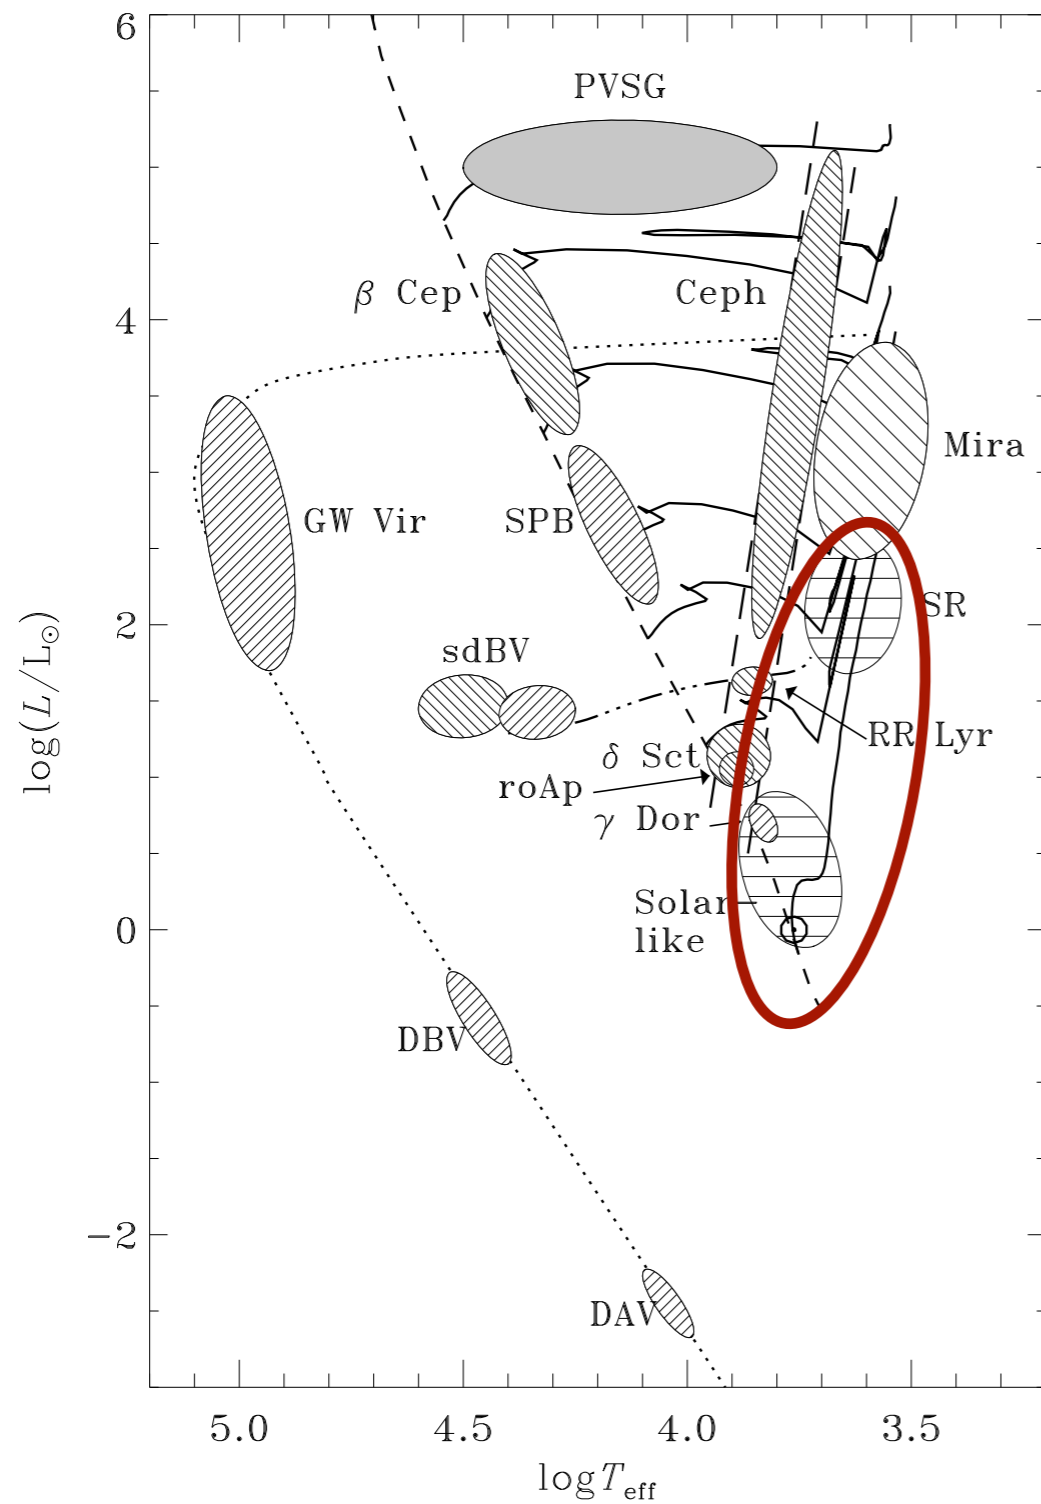 6
PVSG
β Cep
Ceph
4
Mira
GW Vir
SPB
2
SR
sdBV
log(L/L☉)
RR Lyr
δ Sct
roAp
γ Dor
Solar-
like
0
DBV
−2
DAV
5.0 4.5 4.0 3.5
log T_eff